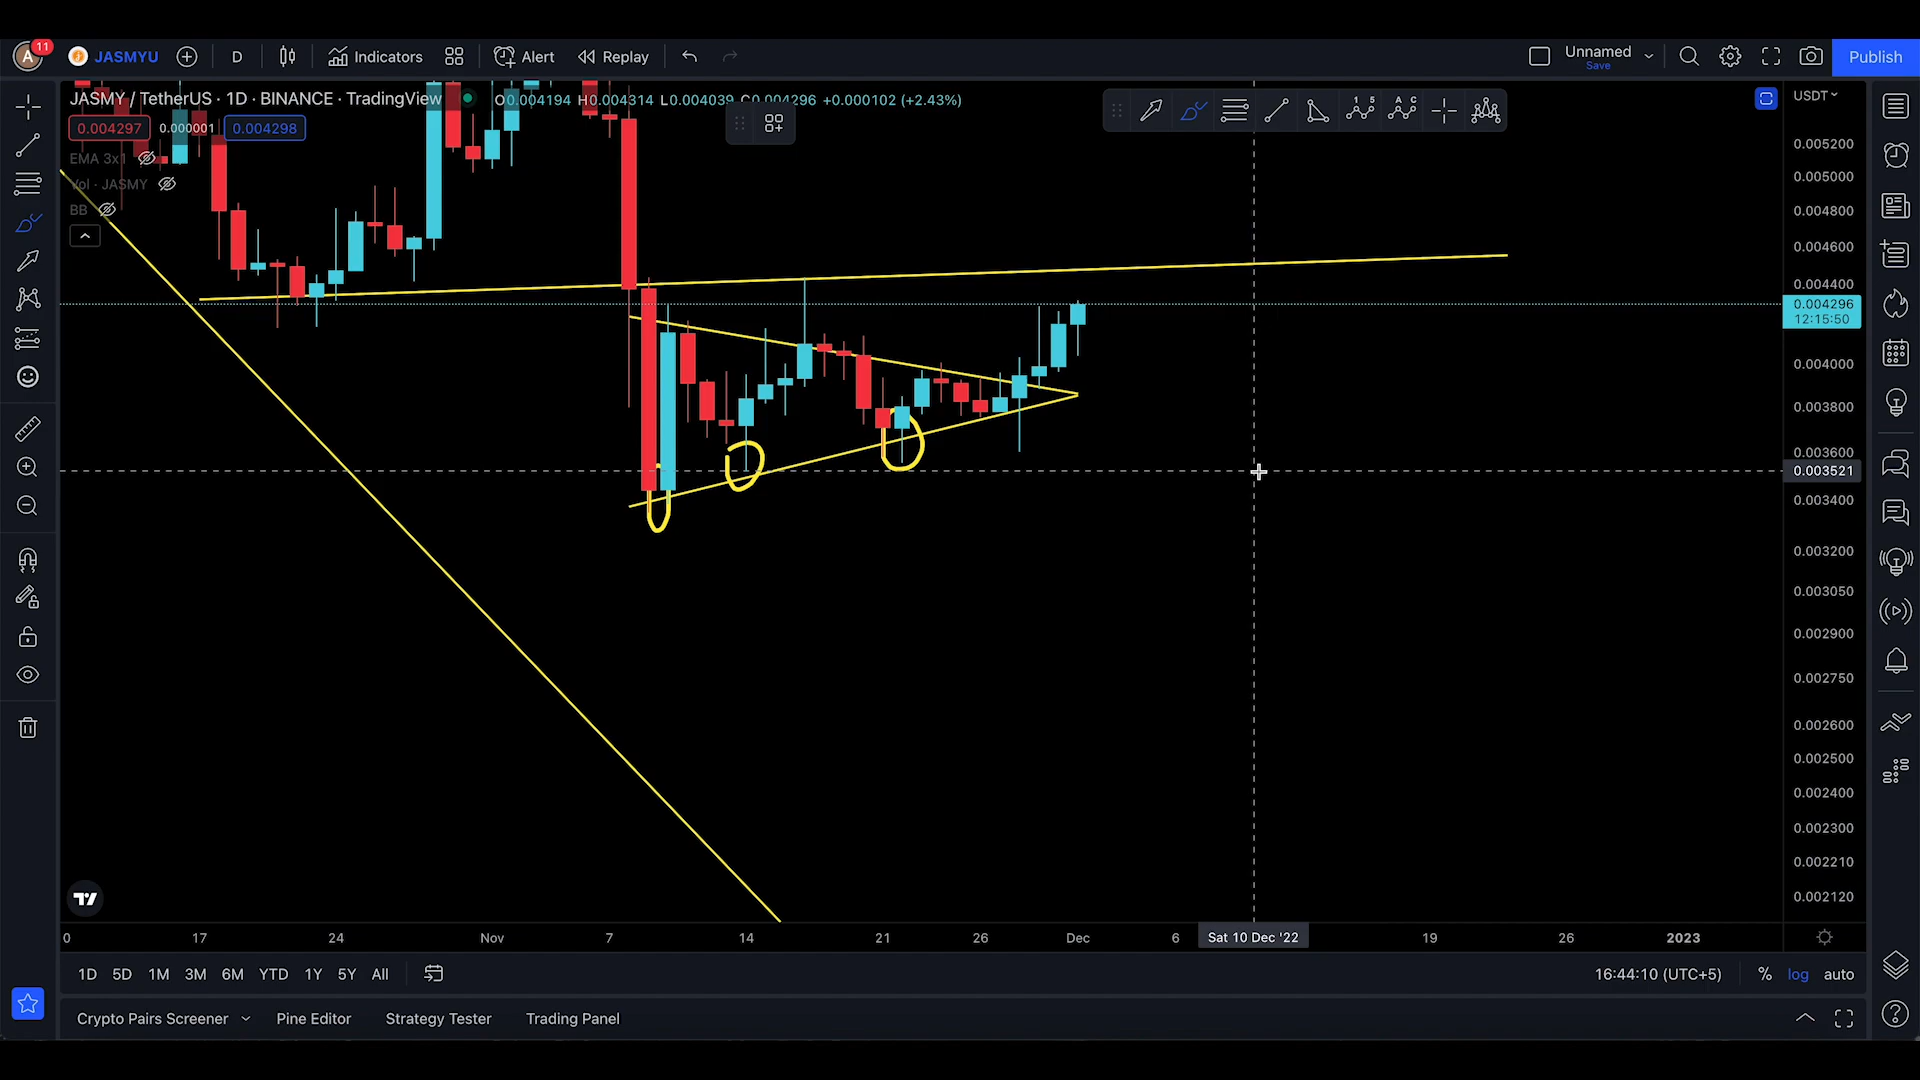 A 11 JASMYU D Indicators Alert Replay Unnamed Save Publish
JASMY / TetherUS · 1D · BINANCE · TradingView O0.004194 H0.004314 L0.004039 C0.004296 +0.000102 (+2.43%)
0.004297 0.000001 0.004298
EMA 3x1
Vol · JASMY
BB
1 5
A C
USDT
0.005200
0.005000
0.004800
0.004600
0.004400
0.004296
12:15:50
0.004000
0.003800
0.003600
0.003521
0.003400
0.003200
0.003050
0.002900
0.002750
0.002600
0.002500
0.002400
0.002300
0.002210
0.002120
0 17 24 Nov 7 14 21 26 Dec 6 Sat 10 Dec '22 19 26 2023
1D 5D 1M 3M 6M YTD 1Y 5Y All 16:44:10 (UTC+5) % log auto
Crypto Pairs Screener Pine Editor Strategy Tester Trading Panel